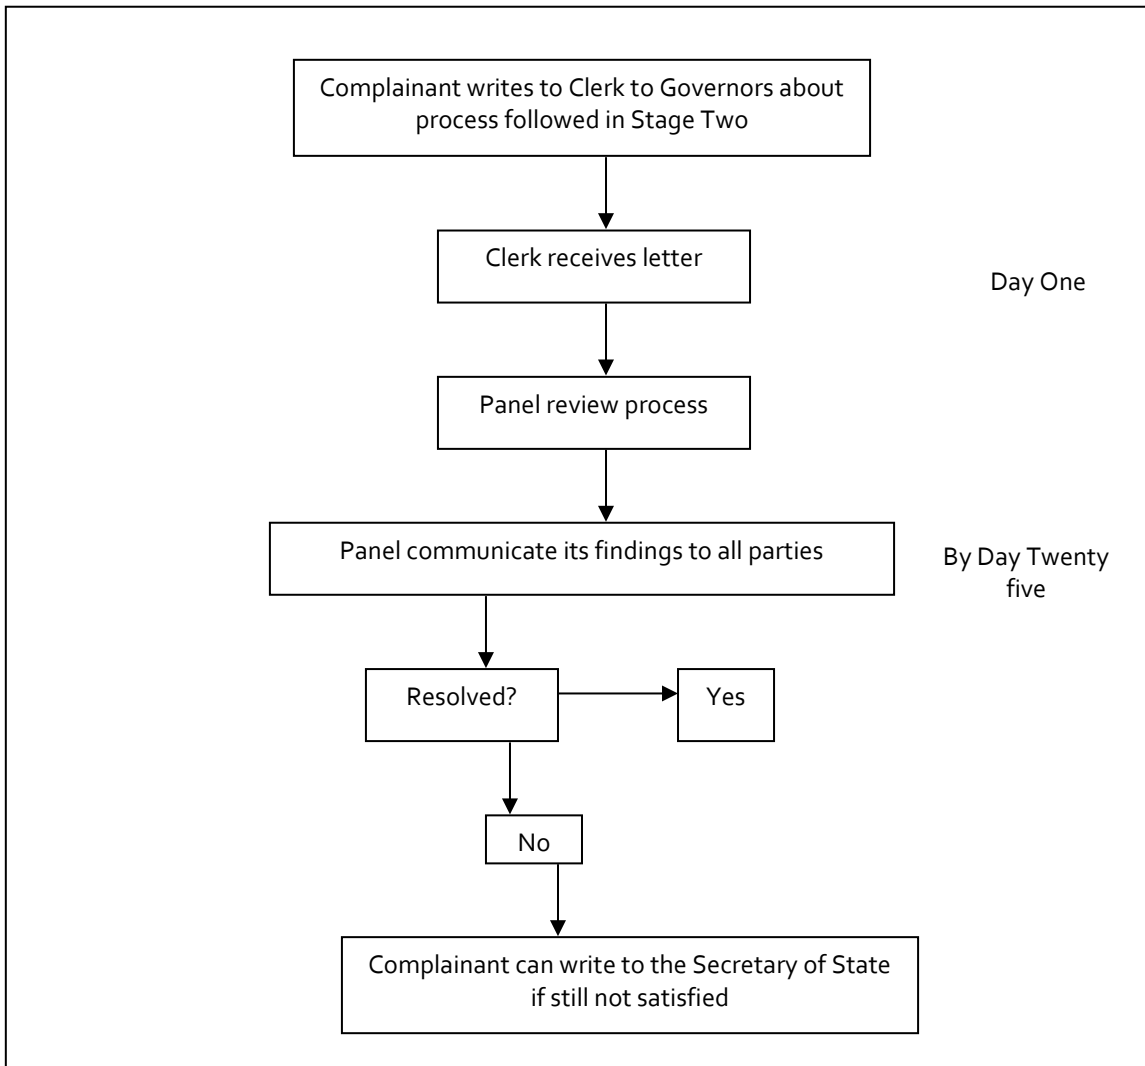 Complainant writes to Clerk to Governors about
process followed in Stage Two
Clerk receives letter
Day One
Panel review process
Panel communicate its findings to all parties
By Day Twenty
five
Resolved?
Yes
No
Complainant can write to the Secretary of State
if still not satisfied